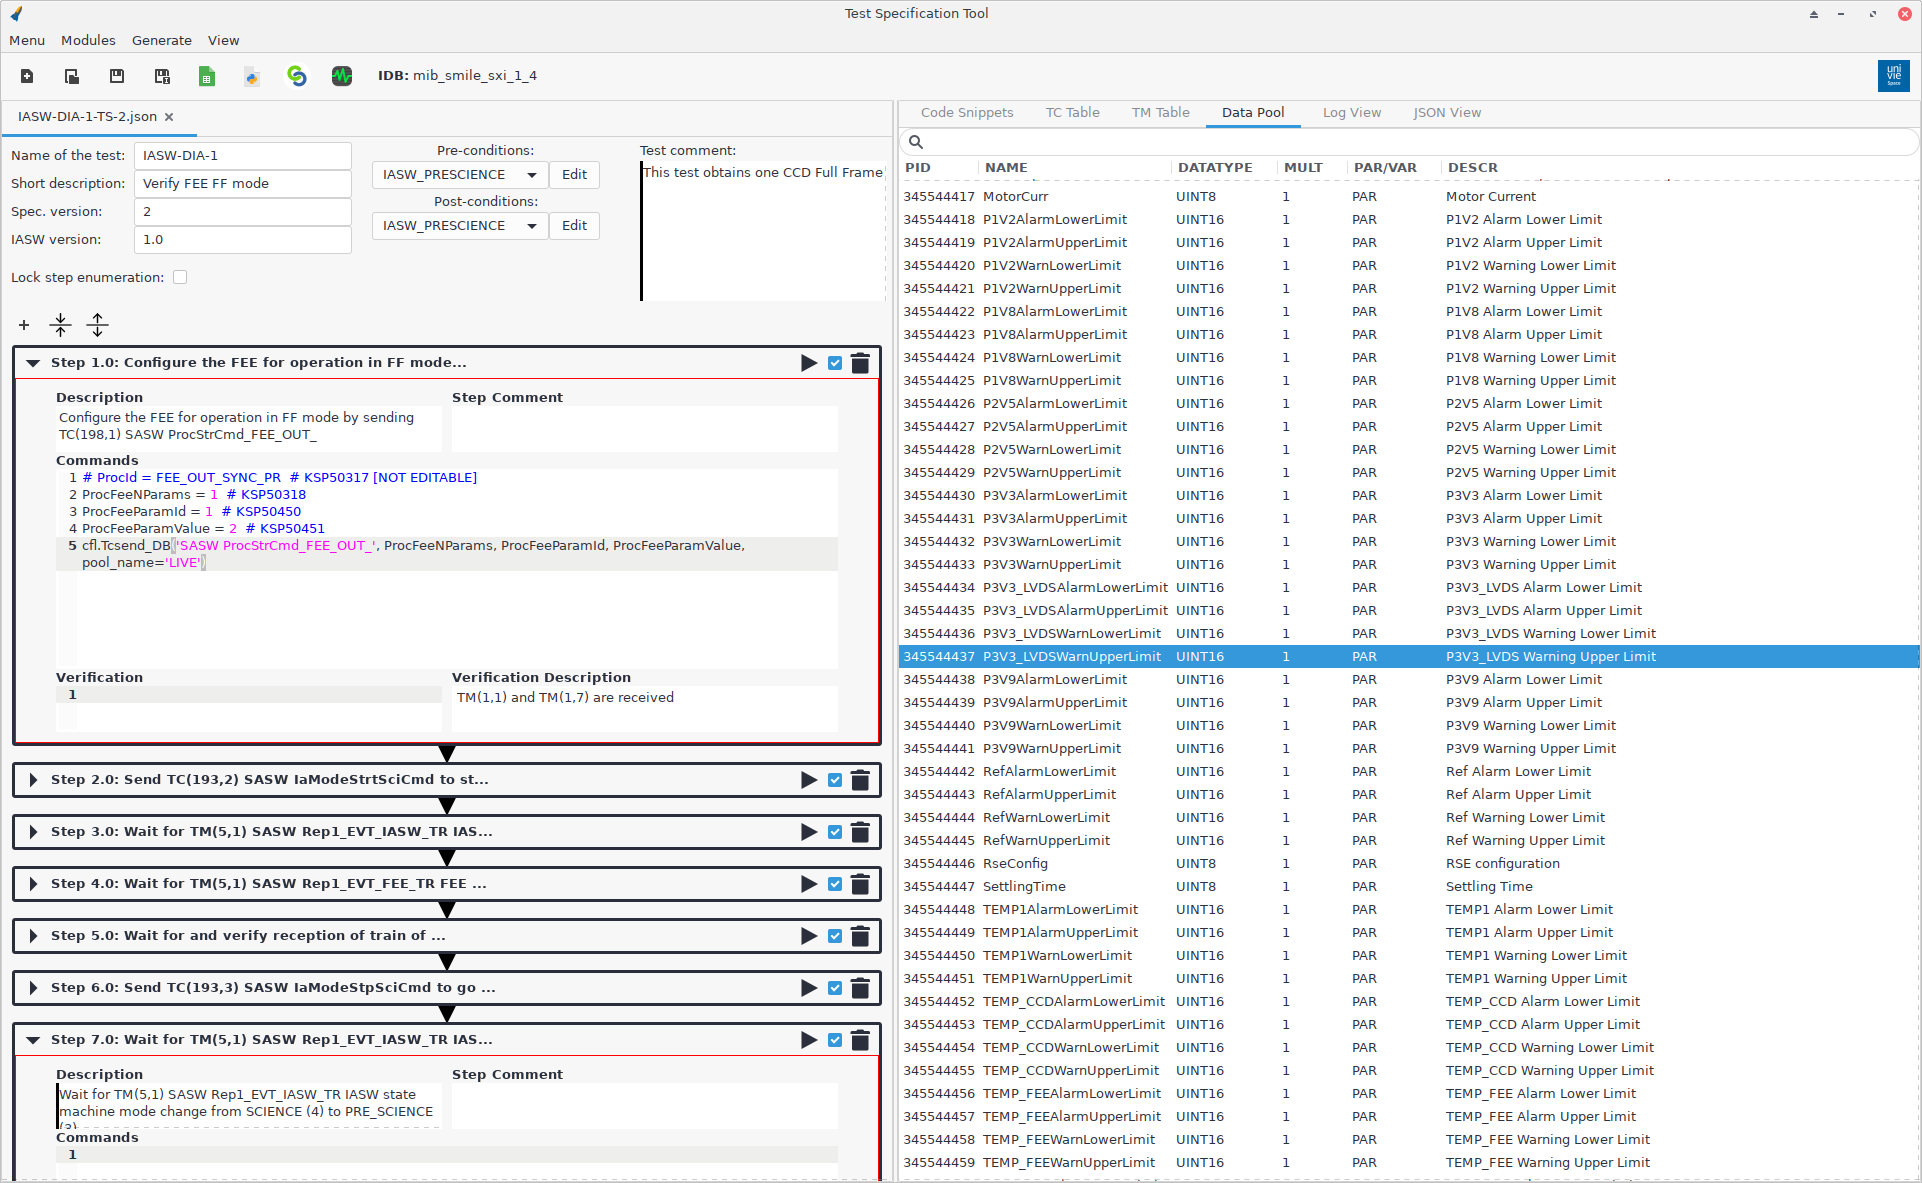 Test Specification Tool
Menu Modules Generate View
IDB: mib_smile_sxi_1_4
uni vie Space
IASW-DIA-1-TS-2.json
Name of the test: IASW-DIA-1
Short description: Verify FEE FF mode
Spec. version: 2
IASW version: 1.0
Lock step enumeration:
Pre-conditions:
IASW_PRESCIENCE Edit
Post-conditions:
IASW_PRESCIENCE Edit
Test comment:
This test obtains one CCD Full Frame
Step 1.0: Configure the FEE for operation in FF mode...
Description
Configure the FEE for operation in FF mode by sending
TC(198,1) SASW ProcStrCmd_FEE_OUT_
Step Comment
Commands
1 # ProcId = FEE_OUT_SYNC_PR # KSP50317 [NOT EDITABLE]
2 ProcFeeNParams = 1 # KSP50318
3 ProcFeeParamId = 1 # KSP50450
4 ProcFeeParamValue = 2 # KSP50451
5 cfl.Tcsend_DB('SASW ProcStrCmd_FEE_OUT_', ProcFeeNParams, ProcFeeParamId, ProcFeeParamValue,
pool_name='LIVE')
Verification
1
Verification Description
TM(1,1) and TM(1,7) are received
Step 2.0: Send TC(193,2) SASW IaModeStrtSciCmd to st...
Step 3.0: Wait for TM(5,1) SASW Rep1_EVT_IASW_TR IAS...
Step 4.0: Wait for TM(5,1) SASW Rep1_EVT_FEE_TR FEE ...
Step 5.0: Wait for and verify reception of train of ...
Step 6.0: Send TC(193,3) SASW IaModeStpSciCmd to go ...
Step 7.0: Wait for TM(5,1) SASW Rep1_EVT_IASW_TR IAS...
Description
Wait for TM(5,1) SASW Rep1_EVT_IASW_TR IASW state
machine mode change from SCIENCE (4) to PRE_SCIENCE
Step Comment
Commands
1
Code Snippets TC Table TM Table Data Pool Log View JSON View
PID NAME DATATYPE MULT PAR/VAR DESCR
345544417 MotorCurr UINT8 1 PAR Motor Current
345544418 P1V2AlarmLowerLimit UINT16 1 PAR P1V2 Alarm Lower Limit
345544419 P1V2AlarmUpperLimit UINT16 1 PAR P1V2 Alarm Upper Limit
345544420 P1V2WarnLowerLimit UINT16 1 PAR P1V2 Warning Lower Limit
345544421 P1V2WarnUpperLimit UINT16 1 PAR P1V2 Warning Upper Limit
345544422 P1V8AlarmLowerLimit UINT16 1 PAR P1V8 Alarm Lower Limit
345544423 P1V8AlarmUpperLimit UINT16 1 PAR P1V8 Alarm Upper Limit
345544424 P1V8WarnLowerLimit UINT16 1 PAR P1V8 Warning Lower Limit
345544425 P1V8WarnUpperLimit UINT16 1 PAR P1V8 Warning Upper Limit
345544426 P2V5AlarmLowerLimit UINT16 1 PAR P2V5 Alarm Lower Limit
345544427 P2V5AlarmUpperLimit UINT16 1 PAR P2V5 Alarm Upper Limit
345544428 P2V5WarnLowerLimit UINT16 1 PAR P2V5 Warning Lower Limit
345544429 P2V5WarnUpperLimit UINT16 1 PAR P2V5 Warning Upper Limit
345544430 P3V3AlarmLowerLimit UINT16 1 PAR P3V3 Alarm Lower Limit
345544431 P3V3AlarmUpperLimit UINT16 1 PAR P3V3 Alarm Upper Limit
345544432 P3V3WarnLowerLimit UINT16 1 PAR P3V3 Warning Lower Limit
345544433 P3V3WarnUpperLimit UINT16 1 PAR P3V3 Warning Upper Limit
345544434 P3V3_LVDSAlarmLowerLimit UINT16 1 PAR P3V3_LVDS Alarm Lower Limit
345544435 P3V3_LVDSAlarmUpperLimit UINT16 1 PAR P3V3_LVDS Alarm Upper Limit
345544436 P3V3_LVDSWarnLowerLimit UINT16 1 PAR P3V3_LVDS Warning Lower Limit
345544437 P3V3_LVDSWarnUpperLimit UINT16 1 PAR P3V3_LVDS Warning Upper Limit
345544438 P3V9AlarmLowerLimit UINT16 1 PAR P3V9 Alarm Lower Limit
345544439 P3V9AlarmUpperLimit UINT16 1 PAR P3V9 Alarm Upper Limit
345544440 P3V9WarnLowerLimit UINT16 1 PAR P3V9 Warning Lower Limit
345544441 P3V9WarnUpperLimit UINT16 1 PAR P3V9 Warning Upper Limit
345544442 RefAlarmLowerLimit UINT16 1 PAR Ref Alarm Lower Limit
345544443 RefAlarmUpperLimit UINT16 1 PAR Ref Alarm Upper Limit
345544444 RefWarnLowerLimit UINT16 1 PAR Ref Warning Lower Limit
345544445 RefWarnUpperLimit UINT16 1 PAR Ref Warning Upper Limit
345544446 RseConfig UINT8 1 PAR RSE configuration
345544447 SettlingTime UINT8 1 PAR Settling Time
345544448 TEMP1AlarmLowerLimit UINT16 1 PAR TEMP1 Alarm Lower Limit
345544449 TEMP1AlarmUpperLimit UINT16 1 PAR TEMP1 Alarm Upper Limit
345544450 TEMP1WarnLowerLimit UINT16 1 PAR TEMP1 Warning Lower Limit
345544451 TEMP1WarnUpperLimit UINT16 1 PAR TEMP1 Warning Upper Limit
345544452 TEMP_CCDAlarmLowerLimit UINT16 1 PAR TEMP_CCD Alarm Lower Limit
345544453 TEMP_CCDAlarmUpperLimit UINT16 1 PAR TEMP_CCD Alarm Upper Limit
345544454 TEMP_CCDWarnLowerLimit UINT16 1 PAR TEMP_CCD Warning Lower Limit
345544455 TEMP_CCDWarnUpperLimit UINT16 1 PAR TEMP_CCD Warning Upper Limit
345544456 TEMP_FEEAlarmLowerLimit UINT16 1 PAR TEMP_FEE Alarm Lower Limit
345544457 TEMP_FEEAlarmUpperLimit UINT16 1 PAR TEMP_FEE Alarm Upper Limit
345544458 TEMP_FEEWarnLowerLimit UINT16 1 PAR TEMP_FEE Warning Lower Limit
345544459 TEMP_FEEWarnUpperLimit UINT16 1 PAR TEMP_FEE Warning Upper Limit